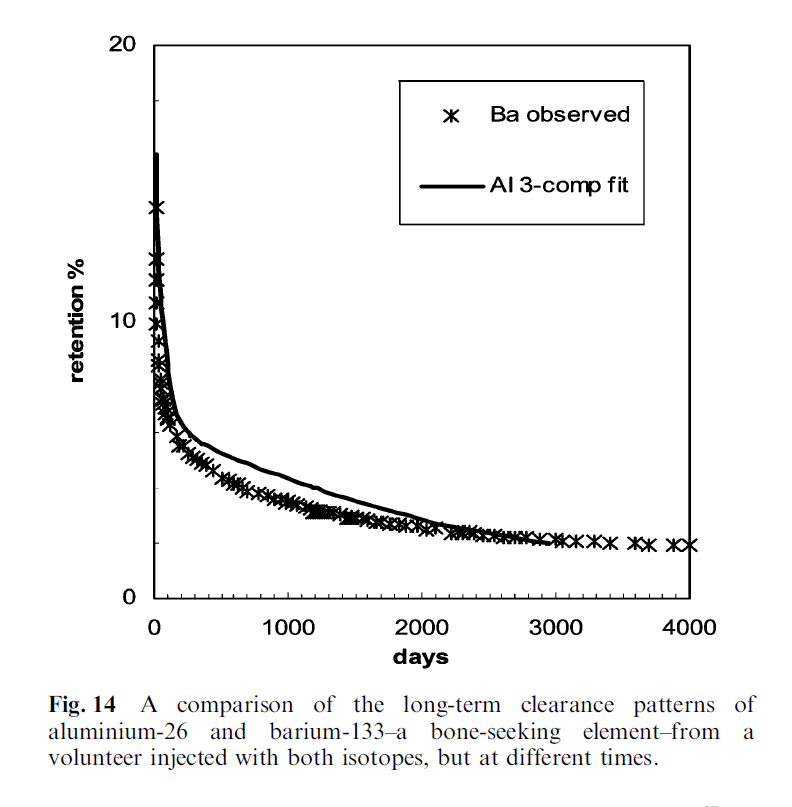 20
Ba observed
Al 3-comp fit
retention %
10
0
0 1000 2000 3000 4000
days
Fig. 14 A comparison of the long-term clearance patterns of
aluminium-26 and barium-133–a bone-seeking element–from a
volunteer injected with both isotopes, but at different times.